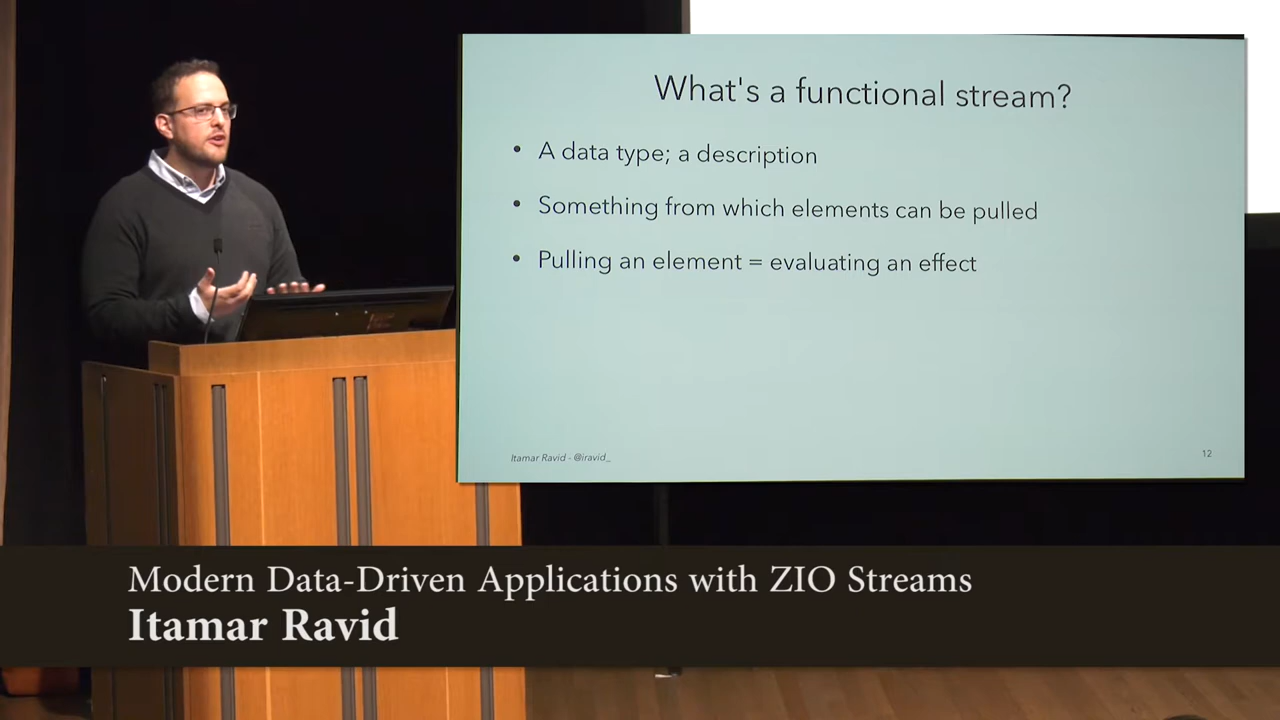 What's a functional stream?
• A data type; a description
• Something from which elements can be pulled
• Pulling an element = evaluating an effect
Itamar Ravid - @iravid_
12
Modern Data-Driven Applications with ZIO Streams
Itamar Ravid